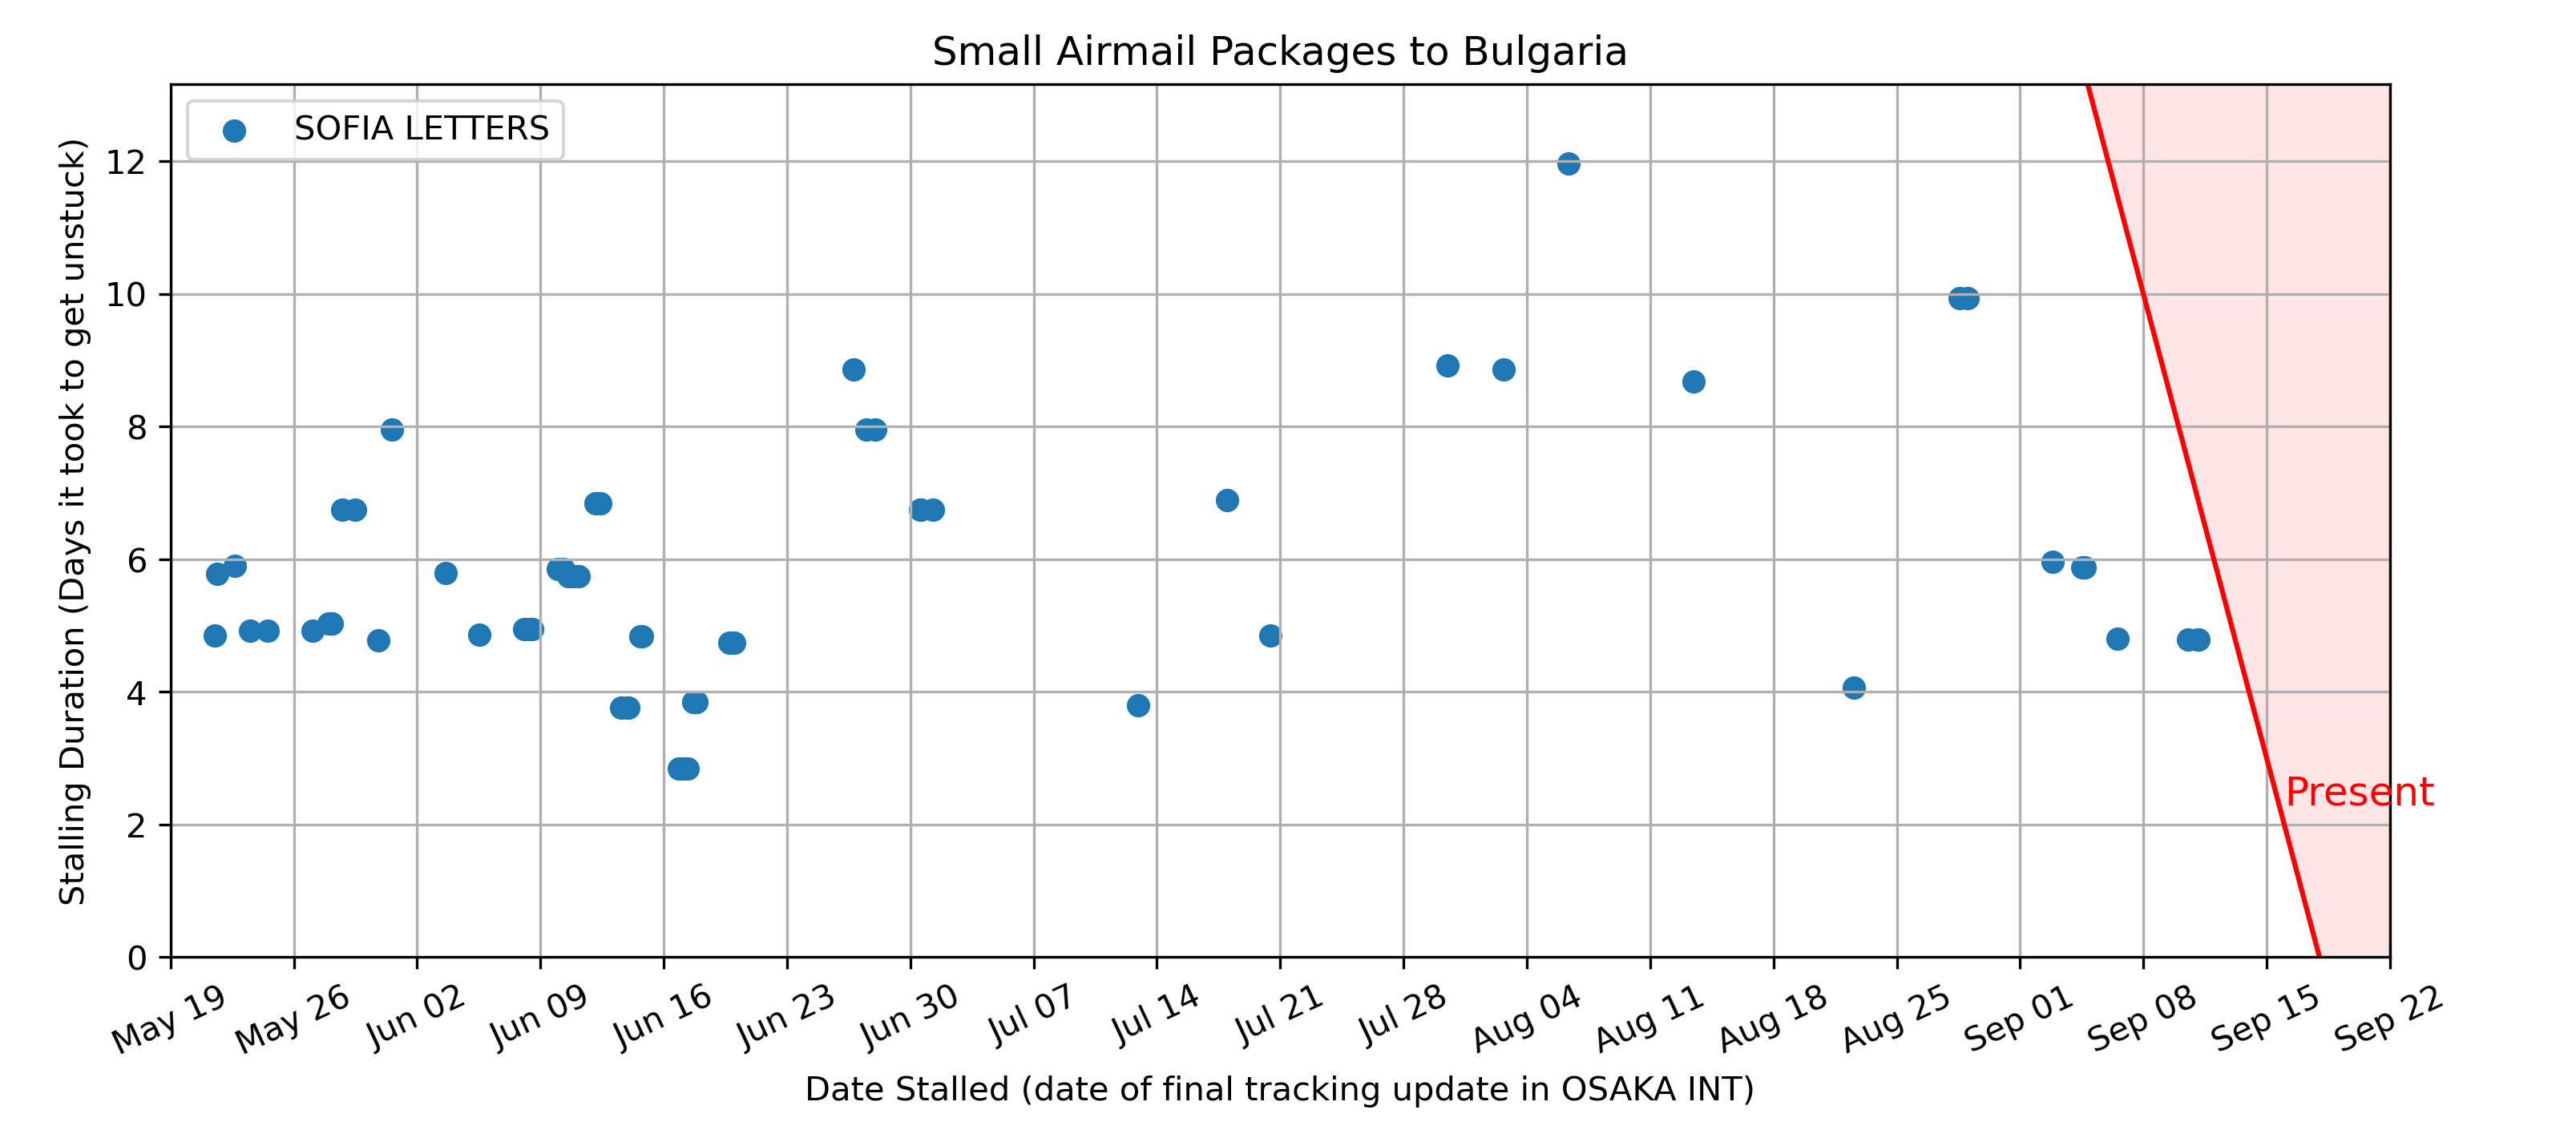 Small Airmail Packages to Bulgaria
SOFIA LETTERS
Stalling Duration (Days it took to get unstuck)
12
10
8
6
4
2
0
Present
May 19
May 26
Jun 02
Jun 09
Jun 16
Jun 23
Jun 30
Jul 07
Jul 14
Jul 21
Jul 28
Aug 04
Aug 11
Aug 18
Aug 25
Sep 01
Sep 08
Sep 15
Sep 22
Date Stalled (date of final tracking update in OSAKA INT)